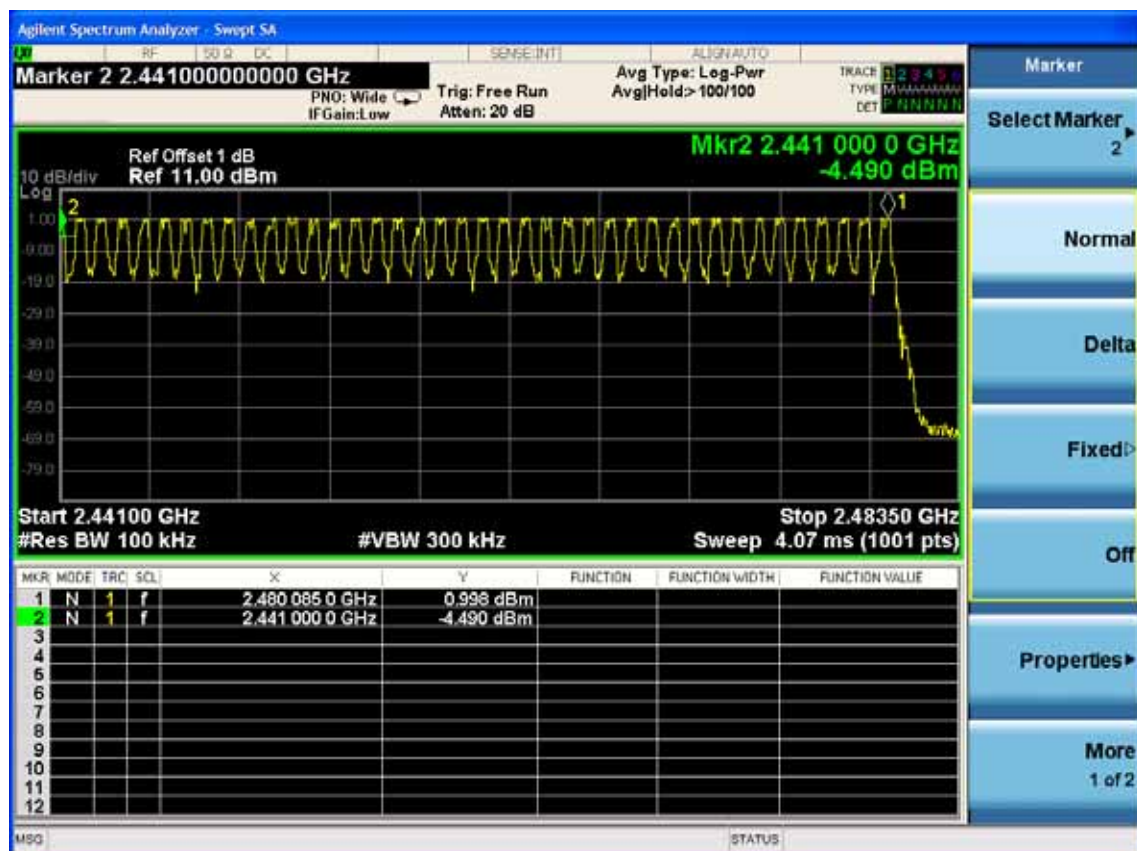 Agilent Spectrum Analyzer - Swept SA
RF 50 Ω DC SENSE:INT ALIGNAUTO
Marker 2 2.441000000000 GHz
PNO: Wide
IFGain:Low
Trig: Free Run
Atten: 20 dB
Avg Type: Log-Pwr
Avg|Hold:> 100/100
TRACE 1 2 3 4 5 6
TYPE M
DET P N N N N N
Ref Offset 1 dB
Ref 11.00 dBm
10 dB/div
Log
Mkr2 2.441 000 0 GHz
-4.490 dBm
2
1
1.00
-9.00
-19.0
-29.0
-39.0
-49.0
-59.0
-69.0
-79.0
Start 2.44100 GHz
Stop 2.48350 GHz
#Res BW 100 kHz
#VBW 300 kHz
Sweep 4.07 ms (1001 pts)
MKR MODE TRC SCL X Y FUNCTION FUNCTION WIDTH FUNCTION VALUE
1 N 1 f 2.480 085 0 GHz 0.998 dBm
2 N 1 f 2.441 000 0 GHz -4.490 dBm
3
4
5
6
7
8
9
10
11
12
MSG STATUS
Marker
Select Marker
2
Normal
Delta
Fixed
Off
Properties
More
1 of 2